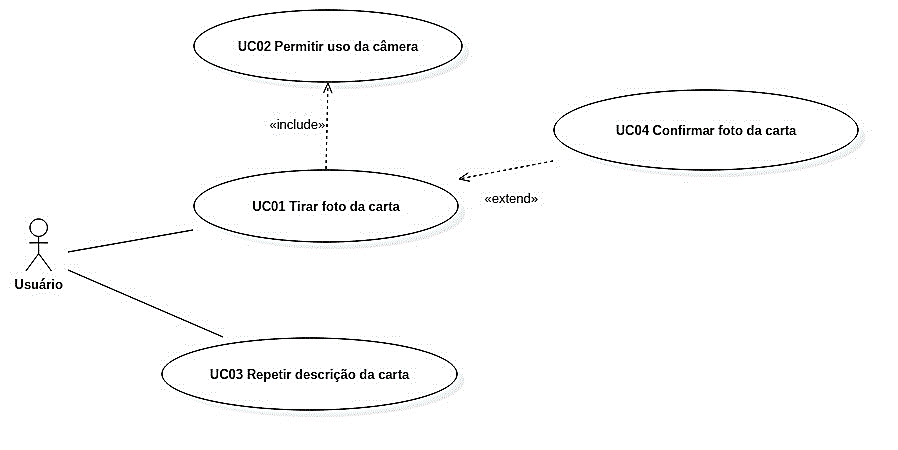 UC02 Permitir uso da câmera
«include»
UC04 Confirmar foto da carta
«extend»
UC01 Tirar foto da carta
Usuário
UC03 Repetir descrição da carta